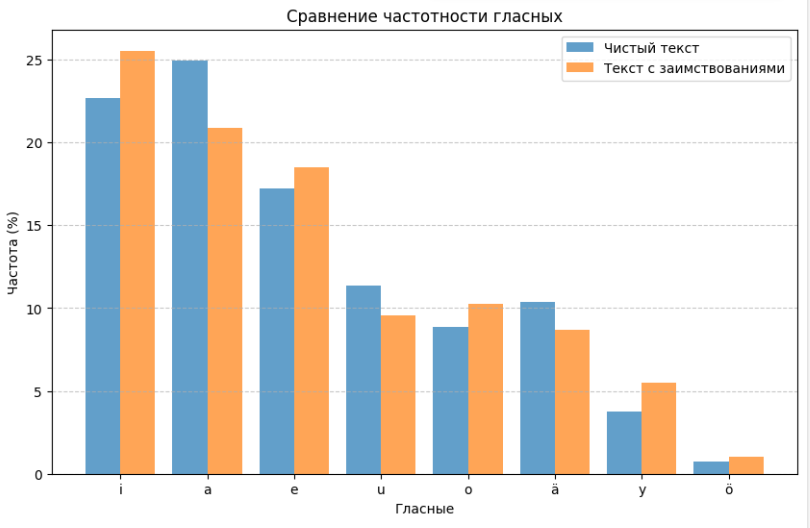 Сравнение частотности гласных
Чистый текст
Текст с заимствованиями
Частота (%)
25
20
15
10
5
0
i a e u o ä y ö
Гласные